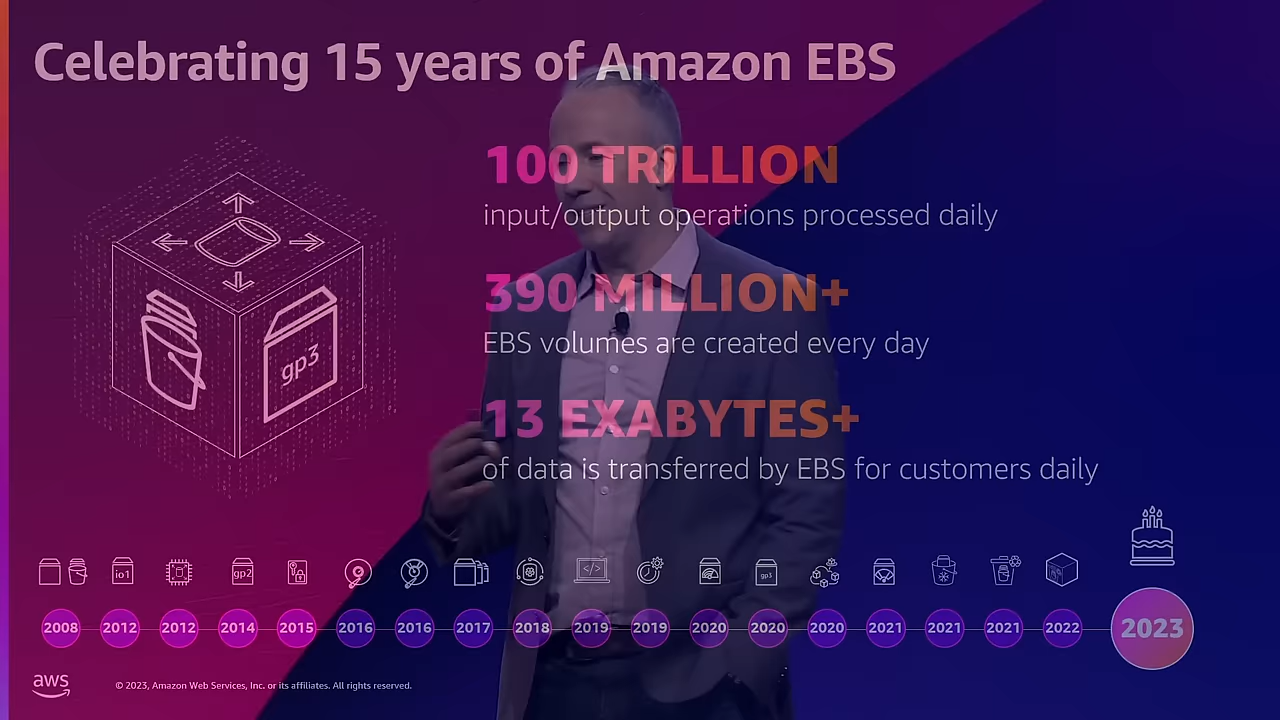 Celebrating 15 years of Amazon EBS
100 TRILLION
input/output operations processed daily
390 MILLION+
EBS volumes are created every day
gp3
13 EXABYTES+
of data is transferred by EBS for customers daily
io1 gp2 </> gp3
2008 2012 2012 2014 2015 2016 2016 2017 2018 2019 2019 2020 2020 2020 2021 2021 2021 2022 2023
aws © 2023, Amazon Web Services, Inc. or its affiliates. All rights reserved.